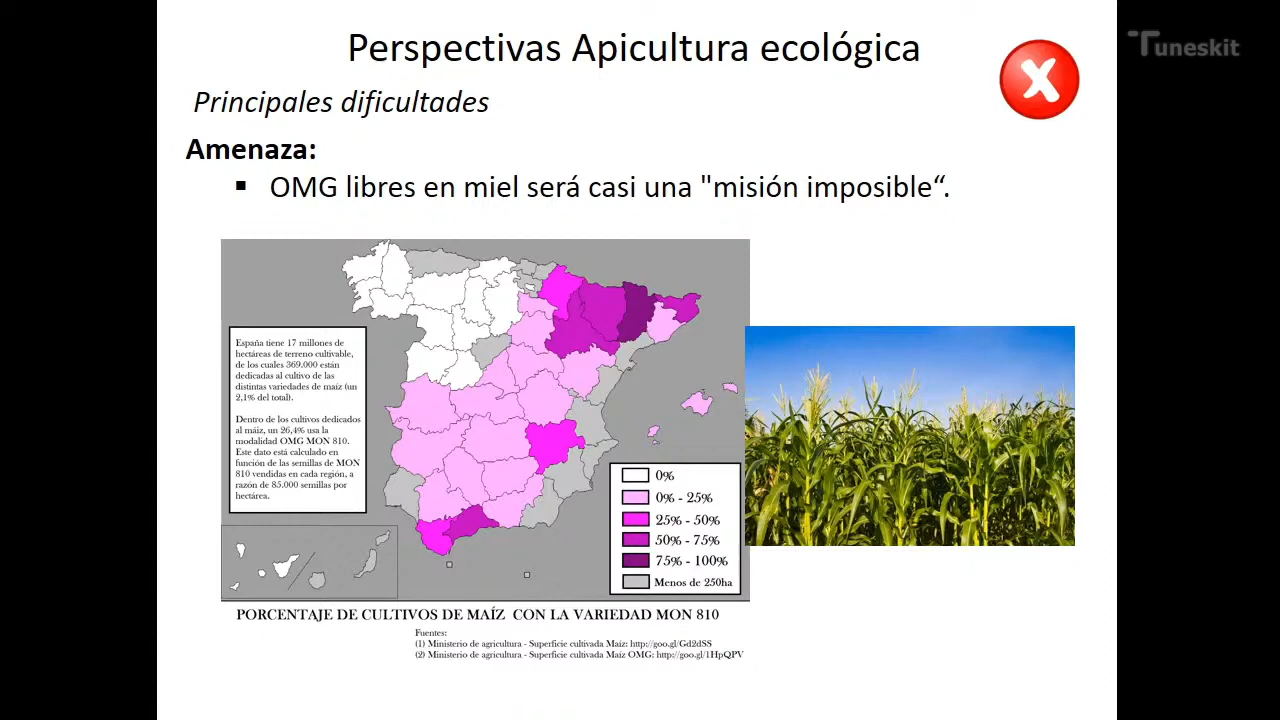 Perspectivas Apicultura ecológica
Tuneskit
Principales dificultades
Amenaza:
▪ OMG libres en miel será casi una "misión imposible“.
España tiene 17 millones de
hectáreas de terreno cultivable,
de los cuales 369.000 están
dedicadas al cultivo de las
distintas variedades de maíz (un
2,1% del total).
Dentro de los cultivos dedicados
al máiz, un 26,4% usa la
modalidad OMG MON 810.
Este dato está calculado en
función de las semillas de MON
810 vendidas en cada región, a
razón de 85.000 semillas por
hectárea.
0%
0% - 25%
25% - 50%
50% - 75%
75% - 100%
Menos de 250ha
PORCENTAJE DE CULTIVOS DE MAÍZ CON LA VARIEDAD MON 810
Fuentes:
(1) Ministerio de agricultura - Superficie cultivada Maíz: http://goo.gl/Gd2dSS
(2) Ministerio de agricultura - Superficie cultivada Maíz OMG: http://goo.gl/1HpQPV